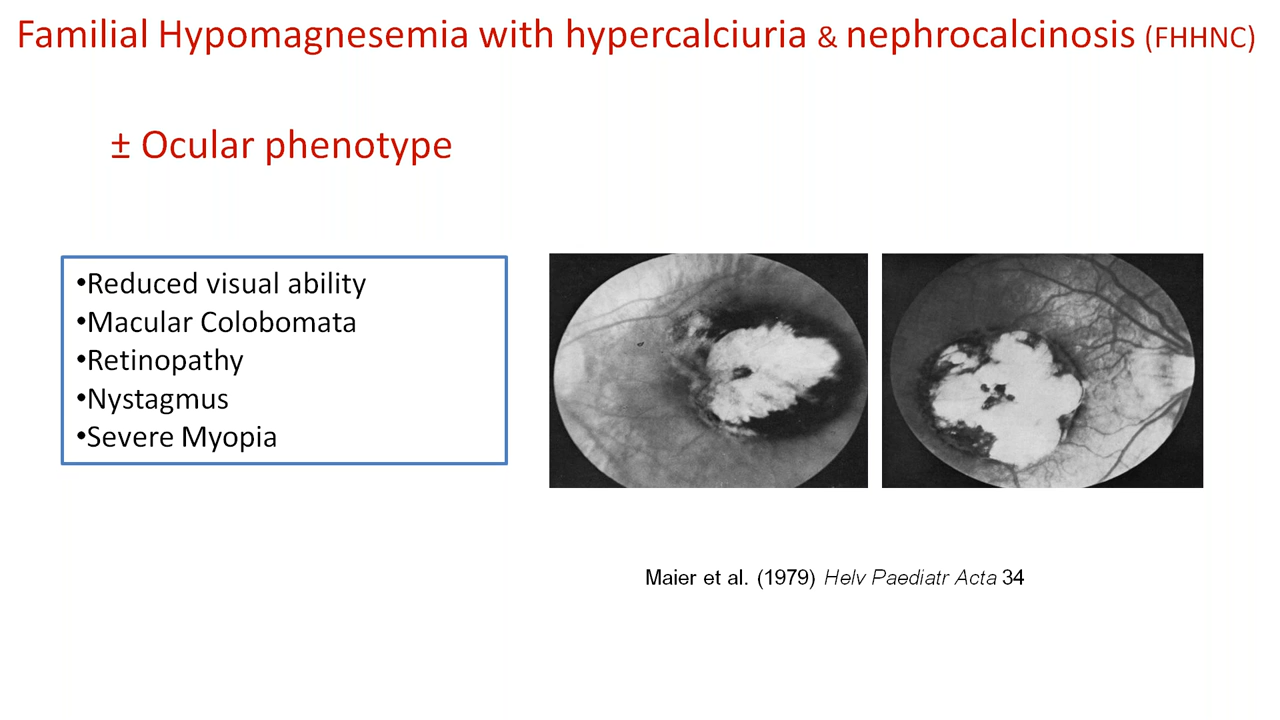 Familial Hypomagnesemia with hypercalciuria & nephrocalcinosis (FHHNC)
± Ocular phenotype
•Reduced visual ability
•Macular Colobomata
•Retinopathy
•Nystagmus
•Severe Myopia
Maier et al. (1979) Helv Paediatr Acta 34